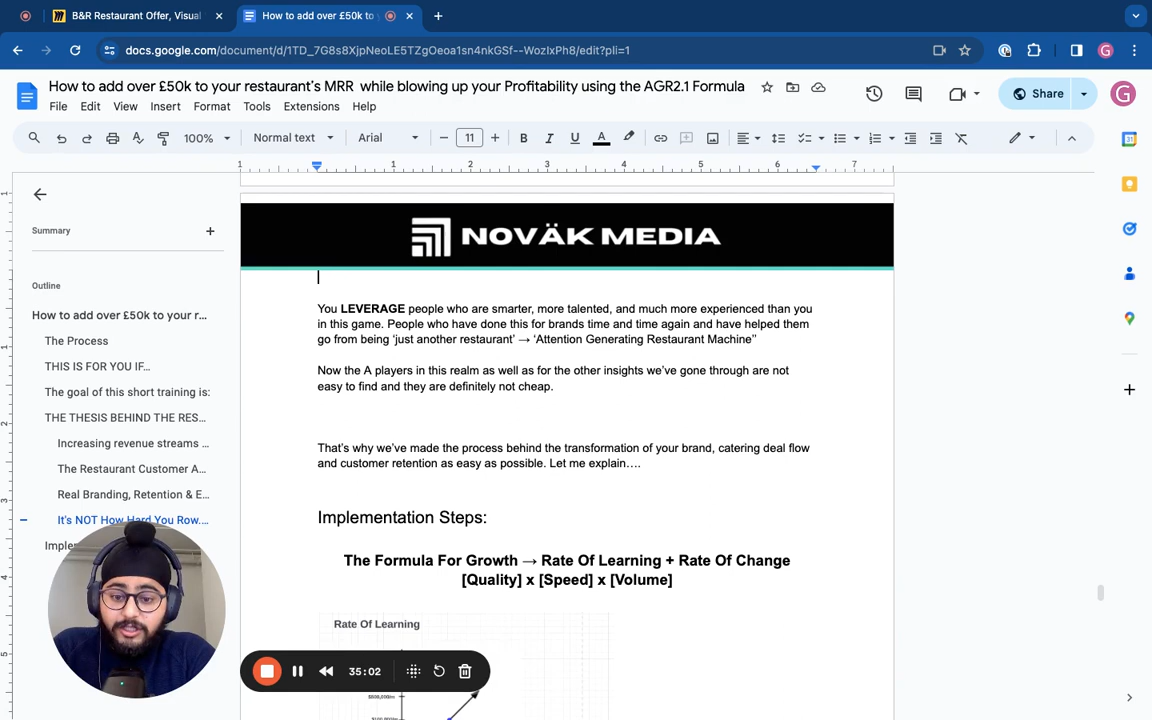 B&R Restaurant Offer, Visual
How to add over £50k to yo
docs.google.com/document/d/1TD_7G8s8XjpNeoLE5TZgOeoa1sn4nkGSf--WozIxPh8/edit?pli=1
G
How to add over £50k to your restaurant's MRR while blowing up your Profitability using the AGR2.1 Formula
Share
G
File Edit View Insert Format Tools Extensions Help
100% Normal text Arial 11 B I U A
1 1 2 3 4 5 6 7
Summary
Outline
How to add over £50k to your r...
The Process
THIS IS FOR YOU IF...
The goal of this short training is:
THE THESIS BEHIND THE RES...
Increasing revenue streams ...
The Restaurant Customer A...
Real Branding, Retention & E...
It's NOT How Hard You Row....
NOVÄK MEDIA
You LEVERAGE people who are smarter, more talented, and much more experienced than you
in this game. People who have done this for brands time and time again and have helped them
go from being 'just another restaurant' → 'Attention Generating Restaurant Machine''
Now the A players in this realm as well as for the other insights we've gone through are not
easy to find and they are definitely not cheap.
That's why we've made the process behind the transformation of your brand, catering deal flow
and customer retention as easy as possible. Let me explain….
Implementation Steps:
The Formula For Growth → Rate Of Learning + Rate Of Change
[Quality] x [Speed] x [Volume]
Rate Of Learning
35:02